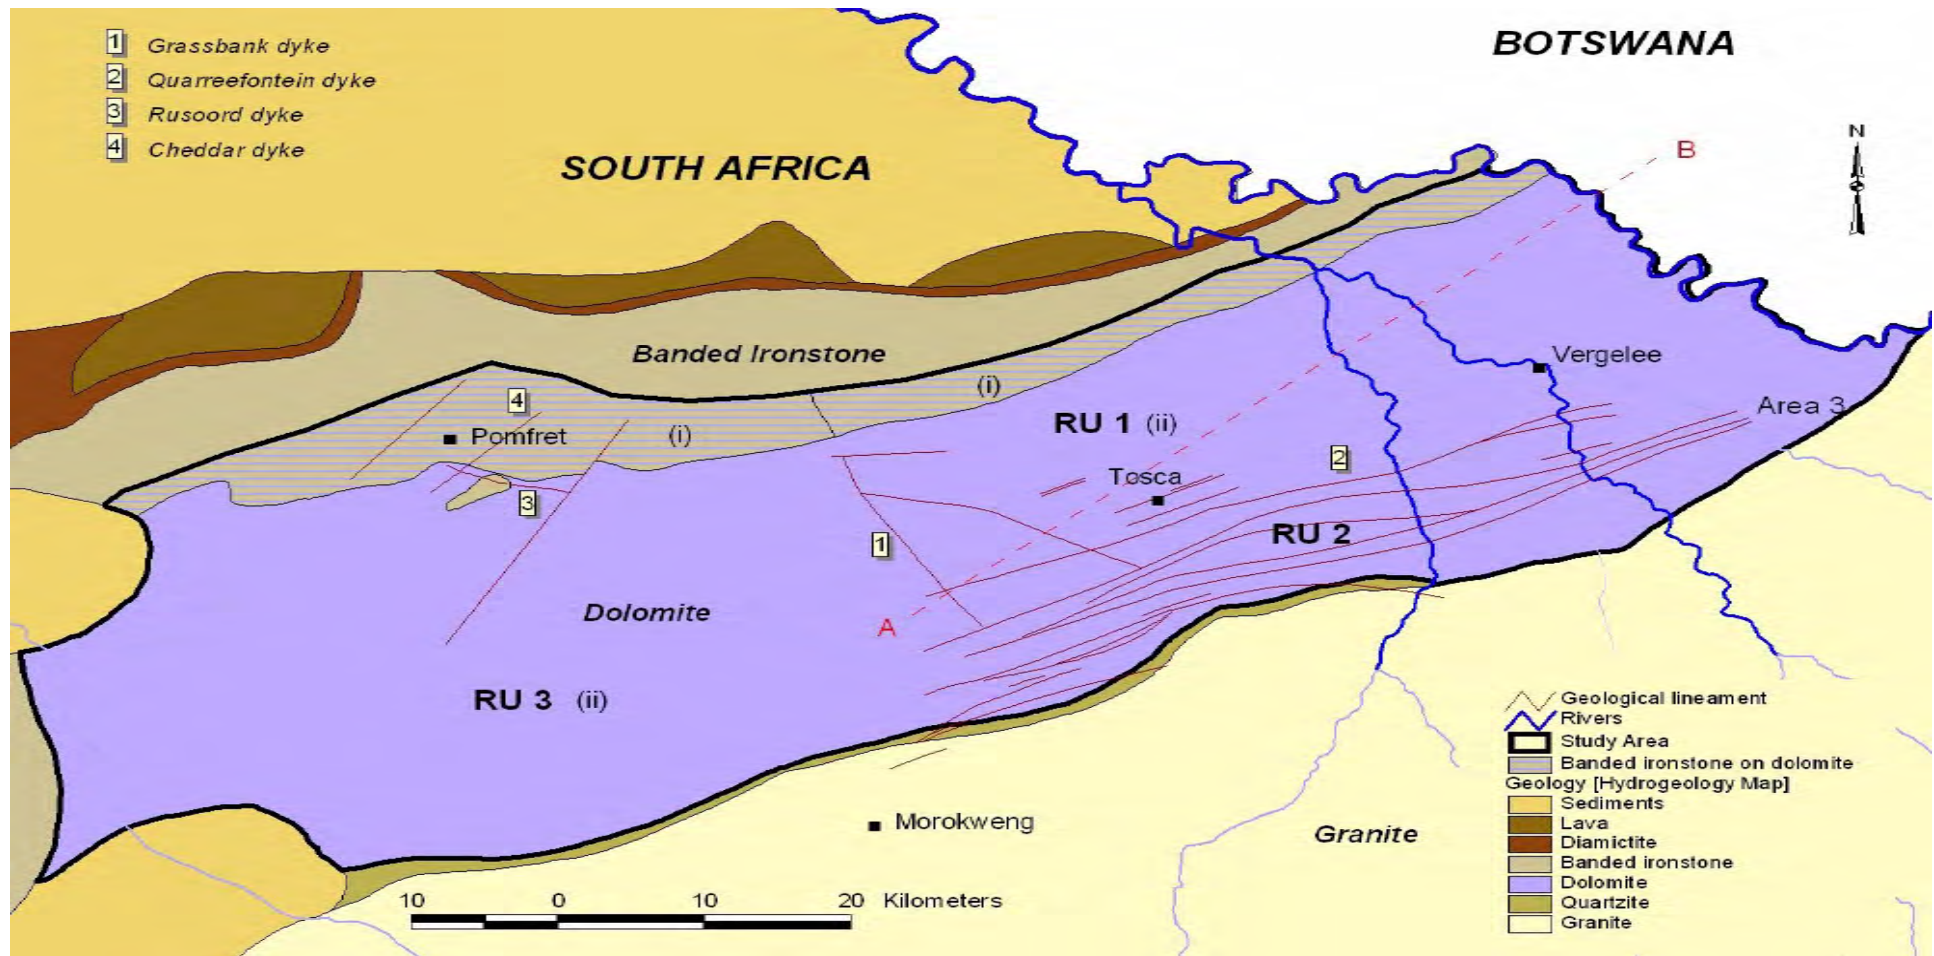 1 Grassbank dyke
2 Quarreefontein dyke
3 Rusoord dyke
4 Cheddar dyke
BOTSWANA
SOUTH AFRICA
N
B
Banded Ironstone
Vergelee
(i)
4
Area 3
Pomfret
(i)
RU 1 (ii)
2
Tosca
3
1
RU 2
Dolomite
A
RU 3 (ii)
Morokweng
Granite
10 0 10 20 Kilometers
Geological lineament
Rivers
Study Area
Banded ironstone on dolomite
Geology [Hydrogeology Map]
Sediments
Lava
Diamictite
Banded ironstone
Dolomite
Quartzite
Granite